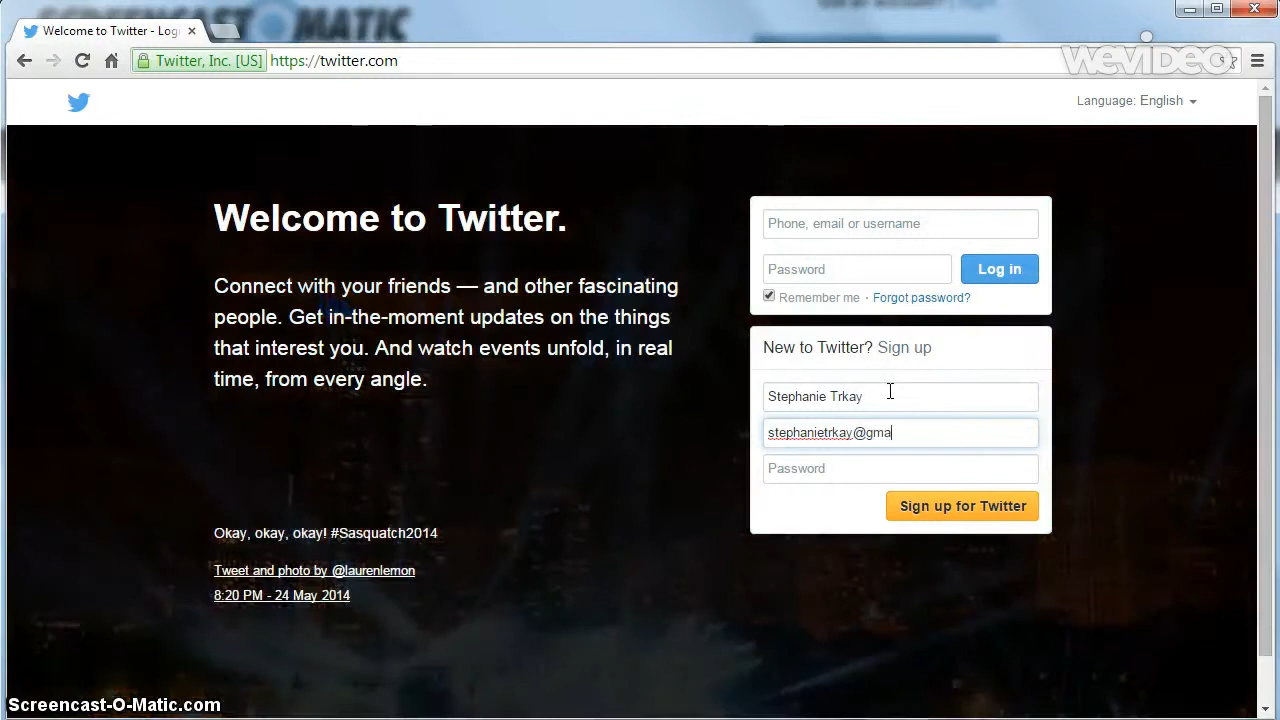 SCREENCAST-O-MATIC
Welcome to Twitter - Log
WEVIDEO
Twitter, Inc. [US] https://twitter.com
Language: English
Welcome to Twitter.
Connect with your friends — and other fascinating
people. Get in-the-moment updates on the things
that interest you. And watch events unfold, in real
time, from every angle.
Phone, email or username
Password
Log in
Remember me · Forgot password?
New to Twitter? Sign up
Stephanie Trkay
stephanietrkay@gma
Password
Sign up for Twitter
Okay, okay, okay! #Sasquatch2014
Tweet and photo by @laurenlemon
8:20 PM - 24 May 2014
Screencast-O-Matic.com